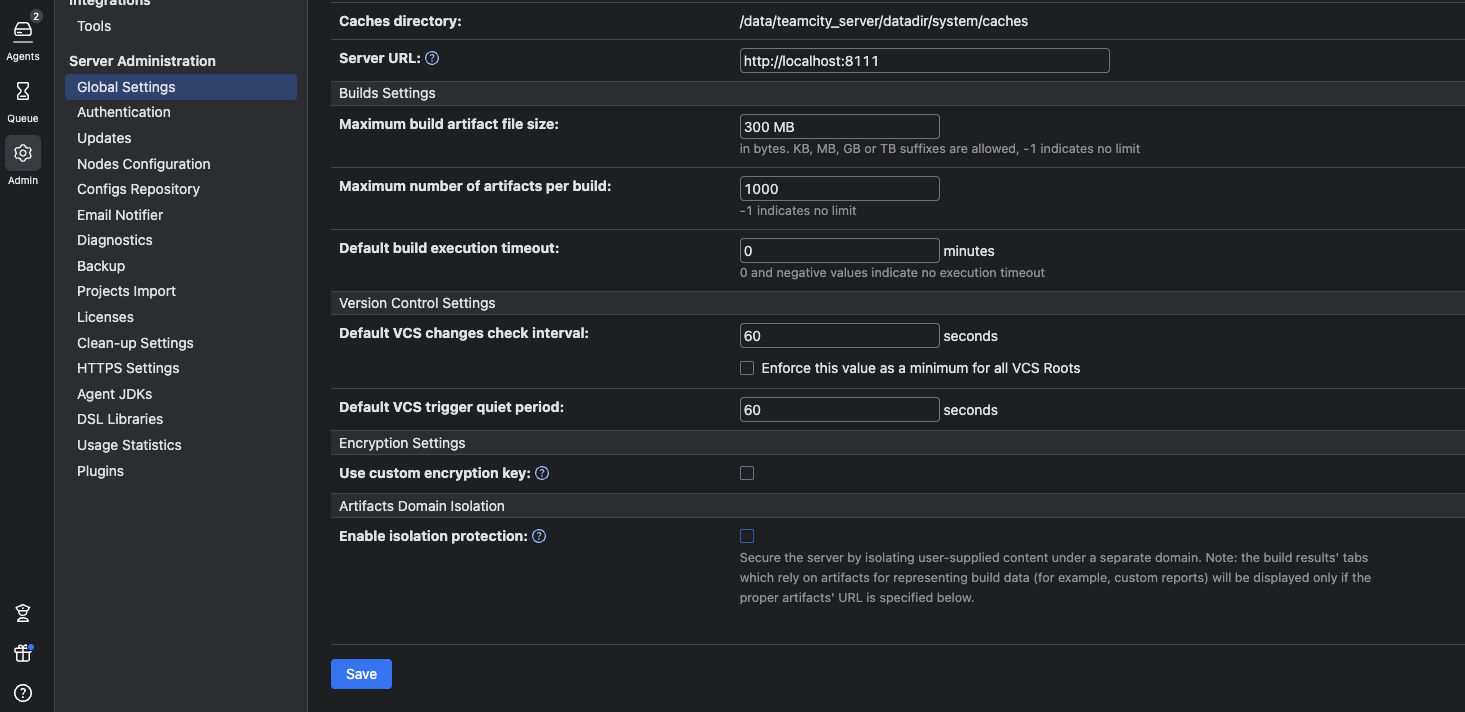 Integrations
2
Agents
Queue
Admin
Tools
Server Administration
Global Settings
Authentication
Updates
Nodes Configuration
Configs Repository
Email Notifier
Diagnostics
Backup
Projects Import
Licenses
Clean-up Settings
HTTPS Settings
Agent JDKs
DSL Libraries
Usage Statistics
Plugins
Caches directory: /data/teamcity_server/datadir/system/caches
Server URL: ? http://localhost:8111
Builds Settings
Maximum build artifact file size: 300 MB
in bytes. KB, MB, GB or TB suffixes are allowed, -1 indicates no limit
Maximum number of artifacts per build: 1000
-1 indicates no limit
Default build execution timeout: 0 minutes
0 and negative values indicate no execution timeout
Version Control Settings
Default VCS changes check interval: 60 seconds
Enforce this value as a minimum for all VCS Roots
Default VCS trigger quiet period: 60 seconds
Encryption Settings
Use custom encryption key: ?
Artifacts Domain Isolation
Enable isolation protection: ?
Secure the server by isolating user-supplied content under a separate domain. Note: the build results' tabs
which rely on artifacts for representing build data (for example, custom reports) will be displayed only if the
proper artifacts' URL is specified below.
Save
?